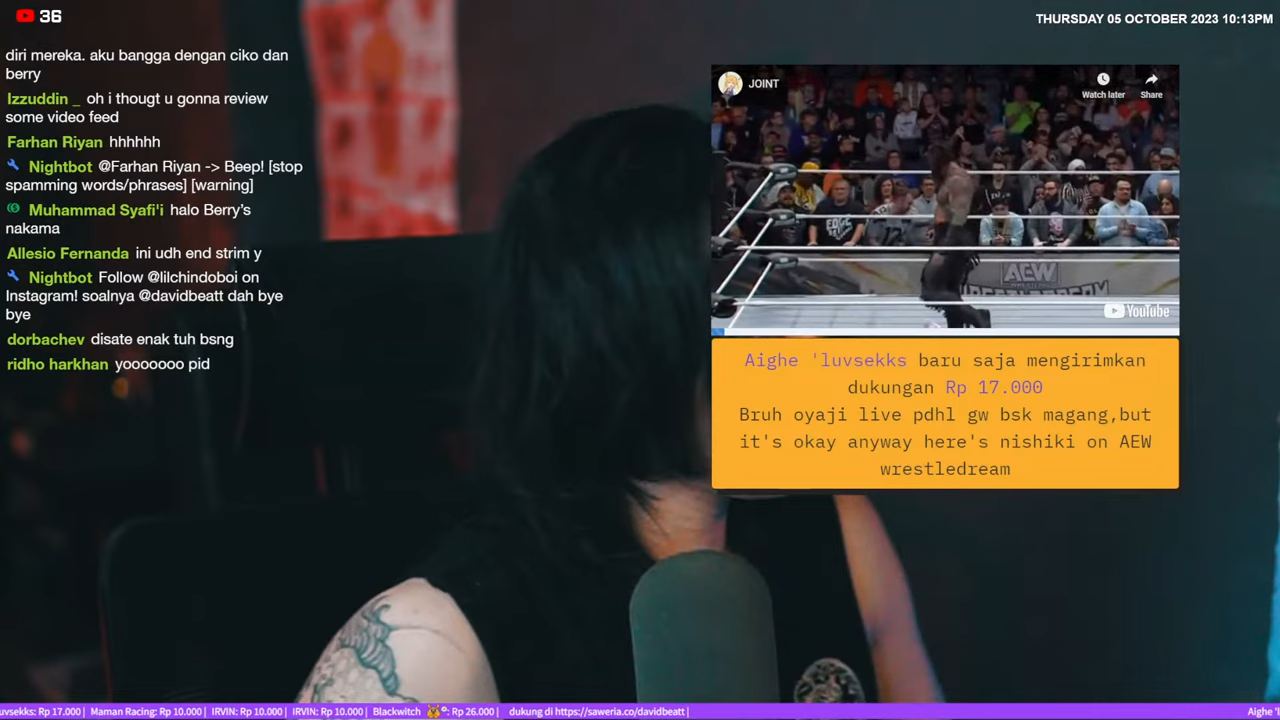 36
THURSDAY 05 OCTOBER 2023 10:13PM
diri mereka. aku bangga dengan ciko dan
berry
Izzuddin _ oh i thougt u gonna review
some video feed
Farhan Riyan hhhhhh
Nightbot @Farhan Riyan -> Beep! [stop
spamming words/phrases] [warning]
Muhammad Syafi'i halo Berry's
nakama
Allesio Fernanda ini udh end strim y
Nightbot Follow @lilchindoboi on
Instagram! soalnya @davidbeatt dah bye
bye
dorbachev disate enak tuh bsng
ridho harkhan yooooooo pid
JOINT
Watch later
Share
EDGE
AEW
YouTube
Aighe 'luvsekks baru saja mengirimkan
dukungan Rp 17.000
Bruh oyaji live pdhl gw bsk magang,but
it's okay anyway here's nishiki on AEW
wrestledream
uvsekks: Rp 17.000 | Maman Racing: Rp 10.000 | IRVIN: Rp 10.000 | IRVIN: Rp 10.000 | Blackwitch : Rp 26.000 | dukung di https://saweria.co/davidbeatt | Aighe 'l